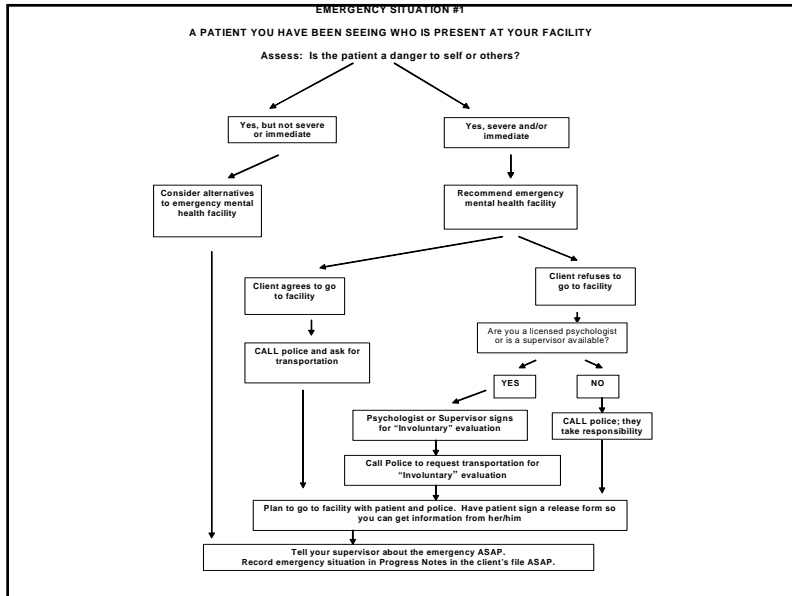 EMERGENCY SITUATION #1
A PATIENT YOU HAVE BEEN SEEING WHO IS PRESENT AT YOUR FACILITY
Assess: Is the patient a danger to self or others?
Yes, but not severe
or immediate
Yes, severe and/or
immediate
Consider alternatives
to emergency mental
health facility
Recommend emergency
mental health facility
Client agrees to go
to facility
Client refuses to
go to facility
Are you a licensed psychologist
or is a supervisor available?
CALL police and ask for
transportation
YES
NO
Psychologist or Supervisor signs
for “Involuntary” evaluation
CALL police; they
take responsibility
Call Police to request transportation for
“Involuntary” evaluation
Plan to go to facility with patient and police. Have patient sign a release form so
you can get information from her/him
Tell your supervisor about the emergency ASAP.
Record emergency situation in Progress Notes in the client’s file ASAP.